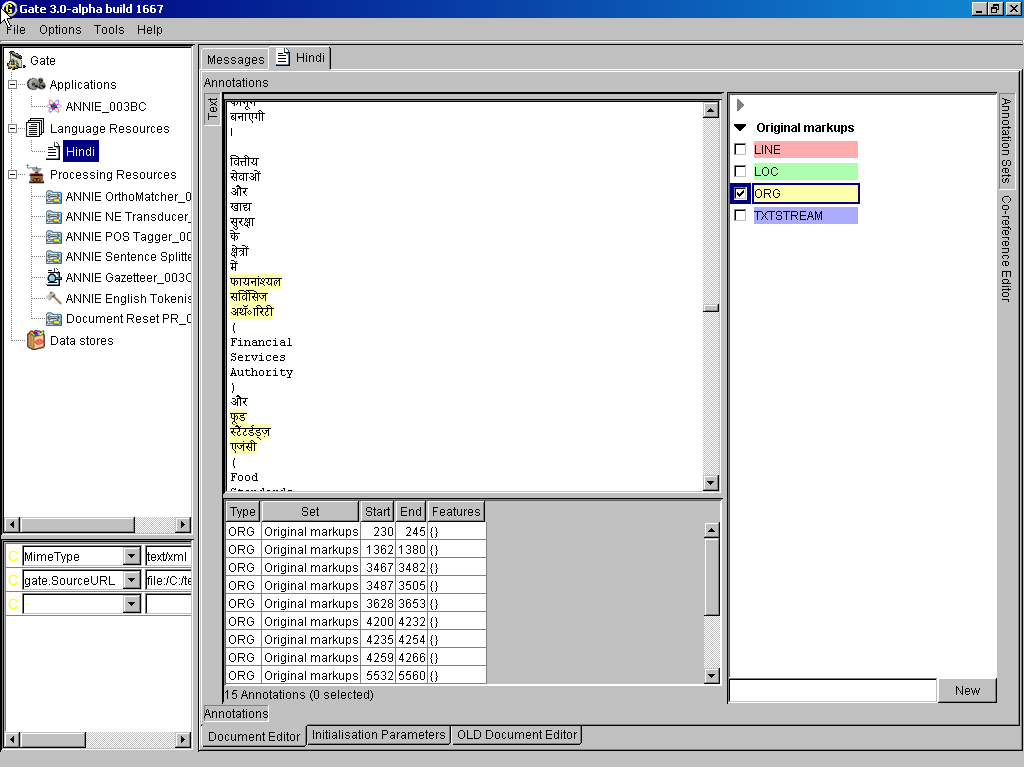 Gate 3.0-alpha build 1667
File Options Tools Help
Gate
Applications
ANNIE_003BC
Language Resources
Hindi
Processing Resources
ANNIE OrthoMatcher_0
ANNIE NE Transducer_
ANNIE POS Tagger_00
ANNIE Sentence Splitte
ANNIE Gazetteer_003C
ANNIE English Tokenis
Document Reset PR_0
Data stores
C MimeType text/xml
C gate.SourceURL file:/C:/te
C
Messages Hindi
Annotations
Text
बनाएगी
।
वित्तीय
सेवाओं
और
खाद्य
सुरक्षा
के
क्षेत्रों
में
फायनांश्यल
सर्विसिज
अथॅारिटी
(
Financial
Services
Authority
)
और
फूड
स्टैंटर्डड्ज़
एजंसी
(
Food
Type Set Start End Features
ORG Original markups 230 245 {}
ORG Original markups 1362 1380 {}
ORG Original markups 3467 3482 {}
ORG Original markups 3487 3505 {}
ORG Original markups 3628 3653 {}
ORG Original markups 4200 4232 {}
ORG Original markups 4235 4254 {}
ORG Original markups 4259 4266 {}
ORG Original markups 5532 5560 {}
15 Annotations (0 selected)
Annotations
Document Editor Initialisation Parameters OLD Document Editor
Original markups
LINE
LOC
ORG
TXTSTREAM
New
Annotation Sets
Co-reference Editor